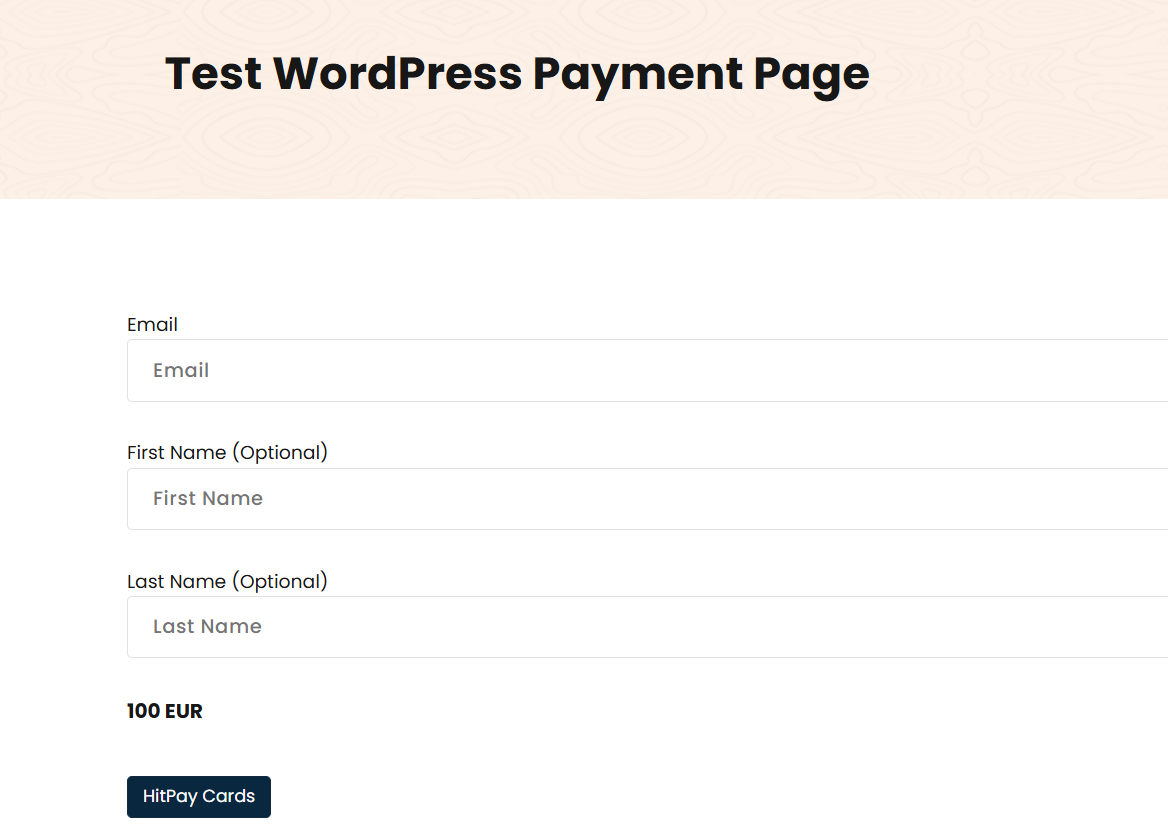 Test WordPress Payment Page
Email
Email
First Name (Optional)
First Name
Last Name (Optional)
Last Name
100 EUR
HitPay Cards